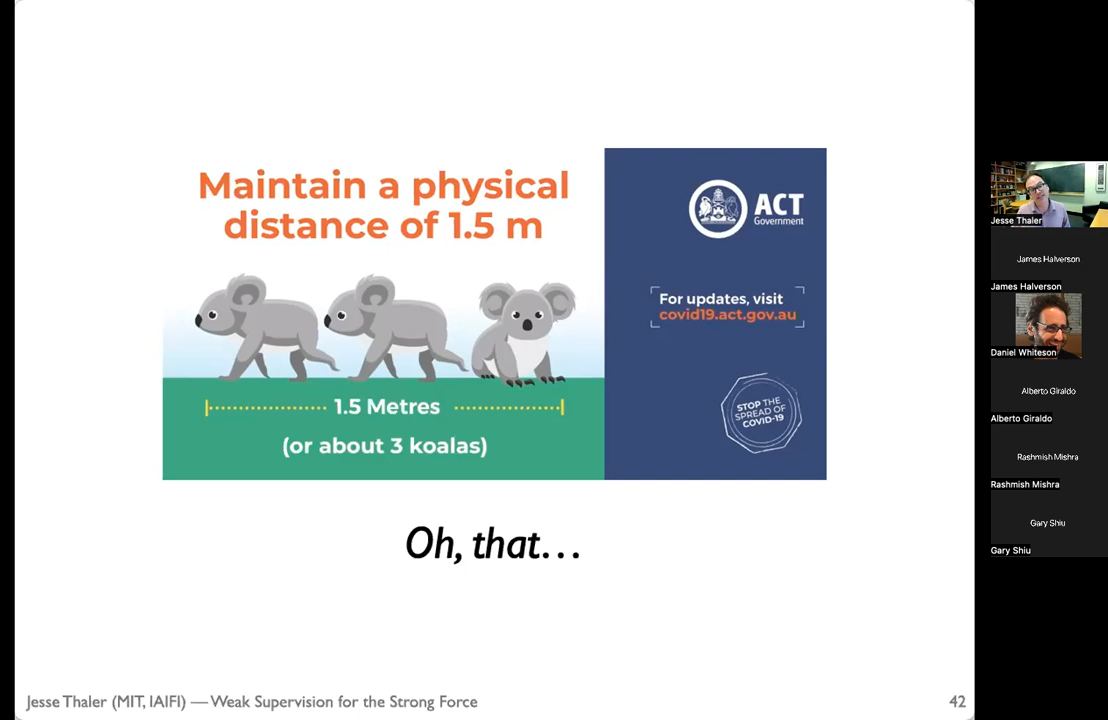 Maintain a physical
distance of 1.5 m
1.5 Metres
(or about 3 koalas)
ACT
Government
For updates, visit
covid19.act.gov.au
STOP THE
SPREAD OF
COVID-19
Oh, that…
Jesse Thaler (MIT, IAIFI) — Weak Supervision for the Strong Force
42
Jesse Thaler
James Halverson
James Halverson
Daniel Whiteson
Alberto Giraldo
Alberto Giraldo
Rashmish Mishra
Rashmish Mishra
Gary Shiu
Gary Shiu